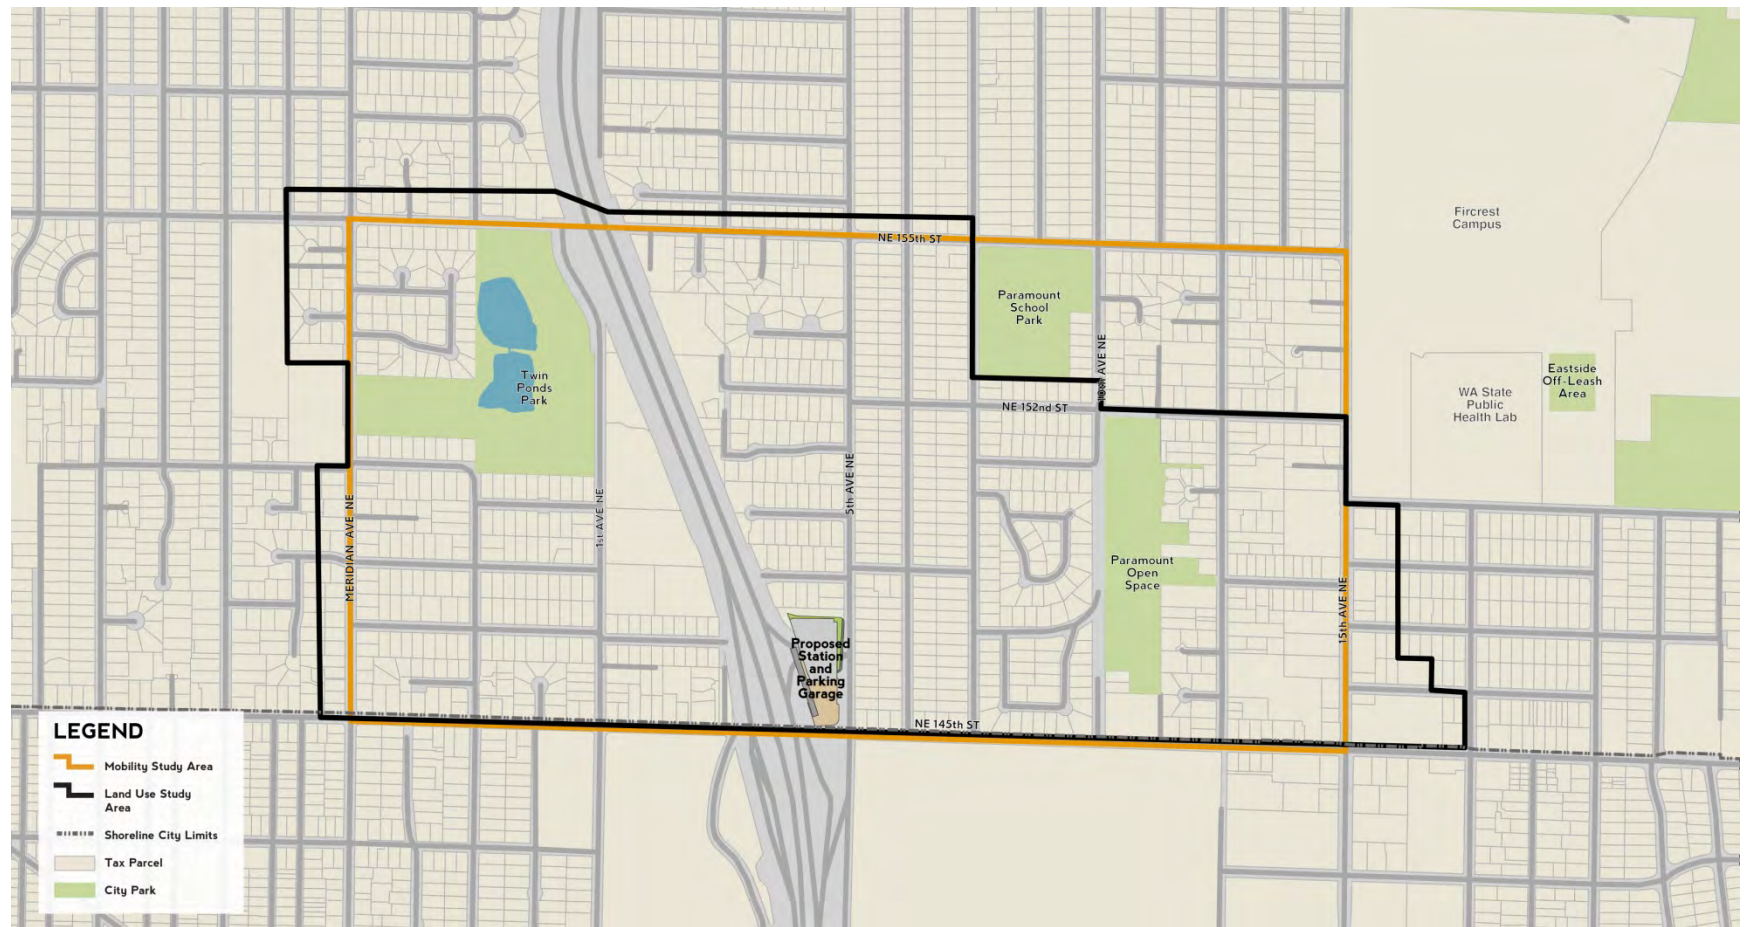 NE 155th ST
Fircrest
Campus
Paramount
School
Park
Twin
Ponds
Park
AVE NE
NE 152nd ST
Eastside
Off-Leash
Area
WA State
Public
Health Lab
MERIDIAN AVE NE
1st AVE NE
5th AVE NE
Paramount
Open
Space
15th AVE NE
Proposed
Station
and
Parking
Garage
NE 145th ST
LEGEND
Mobility Study Area
Land Use Study
Area
Shoreline City Limits
Tax Parcel
City Park